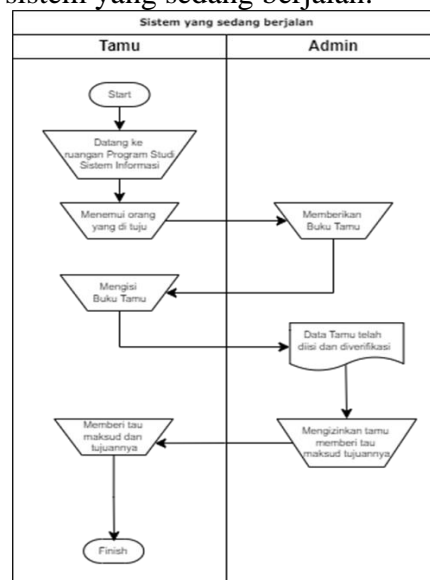 sistem yang sedang berjalan.
Sistem yang sedang berjalan
Tamu
Admin
Start
Datang ke
ruangan Program Studi
Sistem Informasi
Menemui orang
yang di tuju
Memberikan
Buku Tamu
Mengisi
Buku Tamu
Data Tamu telah
diisi dan diverifikasi
Mengizinkan tamu
memberi tau
maksud tujuannya
Memberi tau
maksud dan
tujuannya
Finish